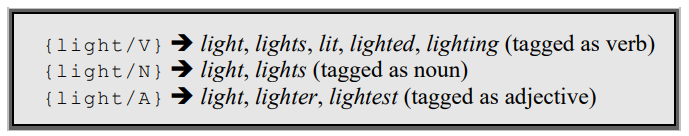 {light/V} ➔ light, lights, lit, lighted, lighting (tagged as verb)
{light/N} ➔ light, lights (tagged as noun)
{light/A} ➔ light, lighter, lightest (tagged as adjective)